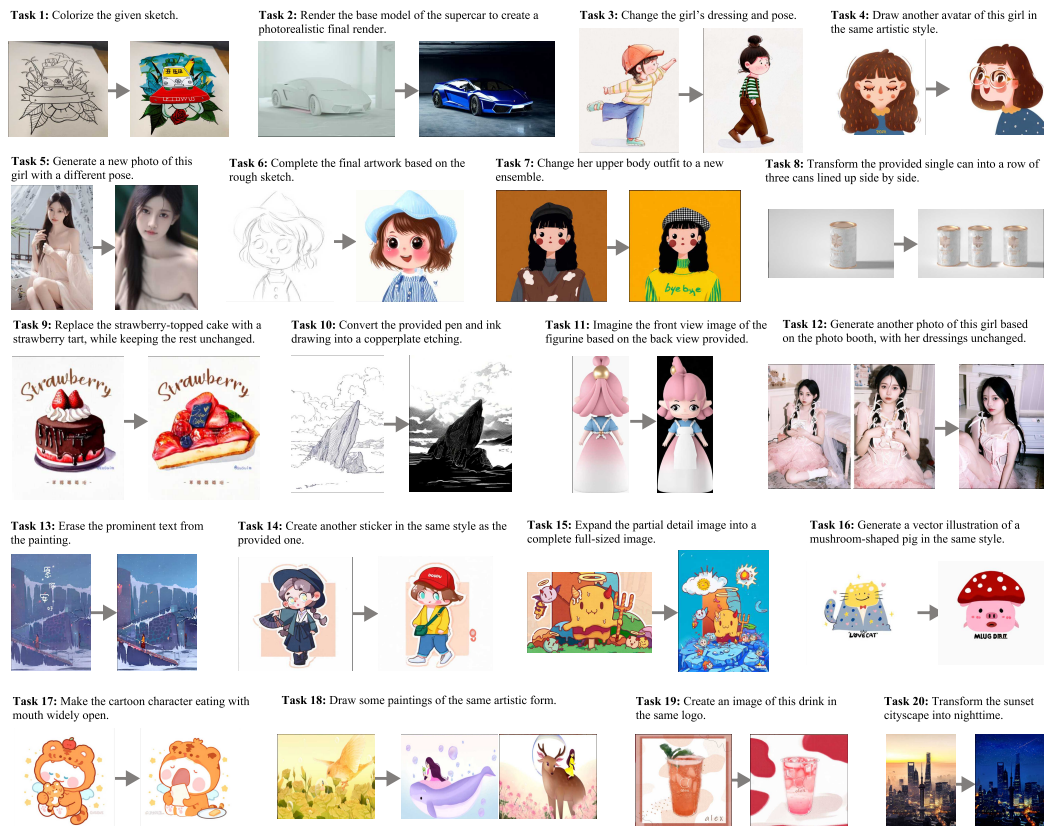 Task 1: Colorize the given sketch.
Task 2: Render the base model of the supercar to create a
photorealistic final render.
Task 3: Change the girl's dressing and pose.
Task 4: Draw another avatar of this girl in
the same artistic style.
Task 5: Generate a new photo of this
girl with a different pose.
Task 6: Complete the final artwork based on the
rough sketch.
Task 7: Change her upper body outfit to a new
ensemble.
bye bye
Task 8: Transform the provided single can into a row of
three cans lined up side by side.
Task 9: Replace the strawberry-topped cake with a
strawberry tart, while keeping the rest unchanged.
Strawberry
Strawberry
Task 10: Convert the provided pen and ink
drawing into a copperplate etching.
Task 11: Imagine the front view image of the
figurine based on the back view provided.
Task 12: Generate another photo of this girl based
on the photo booth, with her dressings unchanged.
Task 13: Erase the prominent text from
the painting.
Task 14: Create another sticker in the same style as the
provided one.
Task 15: Expand the partial detail image into a
complete full-sized image.
Task 16: Generate a vector illustration of a
mushroom-shaped pig in the same style.
LOVECAT
Task 17: Make the cartoon character eating with
mouth widely open.
Task 18: Draw some paintings of the same artistic form.
Task 19: Create an image of this drink in
the same logo.
alex
Task 20: Transform the sunset
cityscape into nighttime.